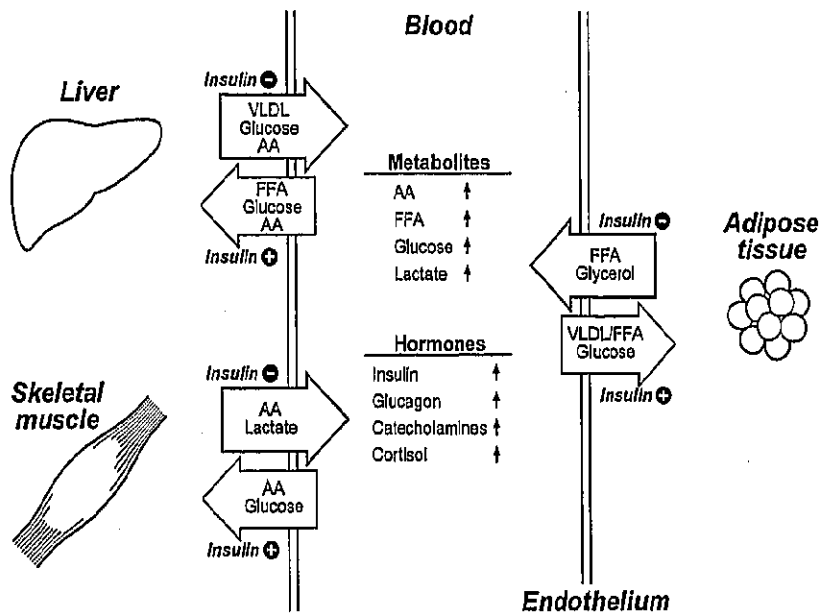 Blood
Liver
Insulin −
VLDL
Glucose
AA
FFA
Glucose
AA
Insulin +
Metabolites
AA ↑
FFA ↑
Glucose ↑
Lactate ↑
Insulin −
FFA
Glycerol
VLDL/FFA
Glucose
Insulin +
Adipose
tissue
Hormones
Insulin ↑
Glucagon ↑
Catecholamines ↑
Cortisol ↑
Skeletal
muscle
Insulin −
AA
Lactate
AA
Glucose
Insulin +
Endothelium